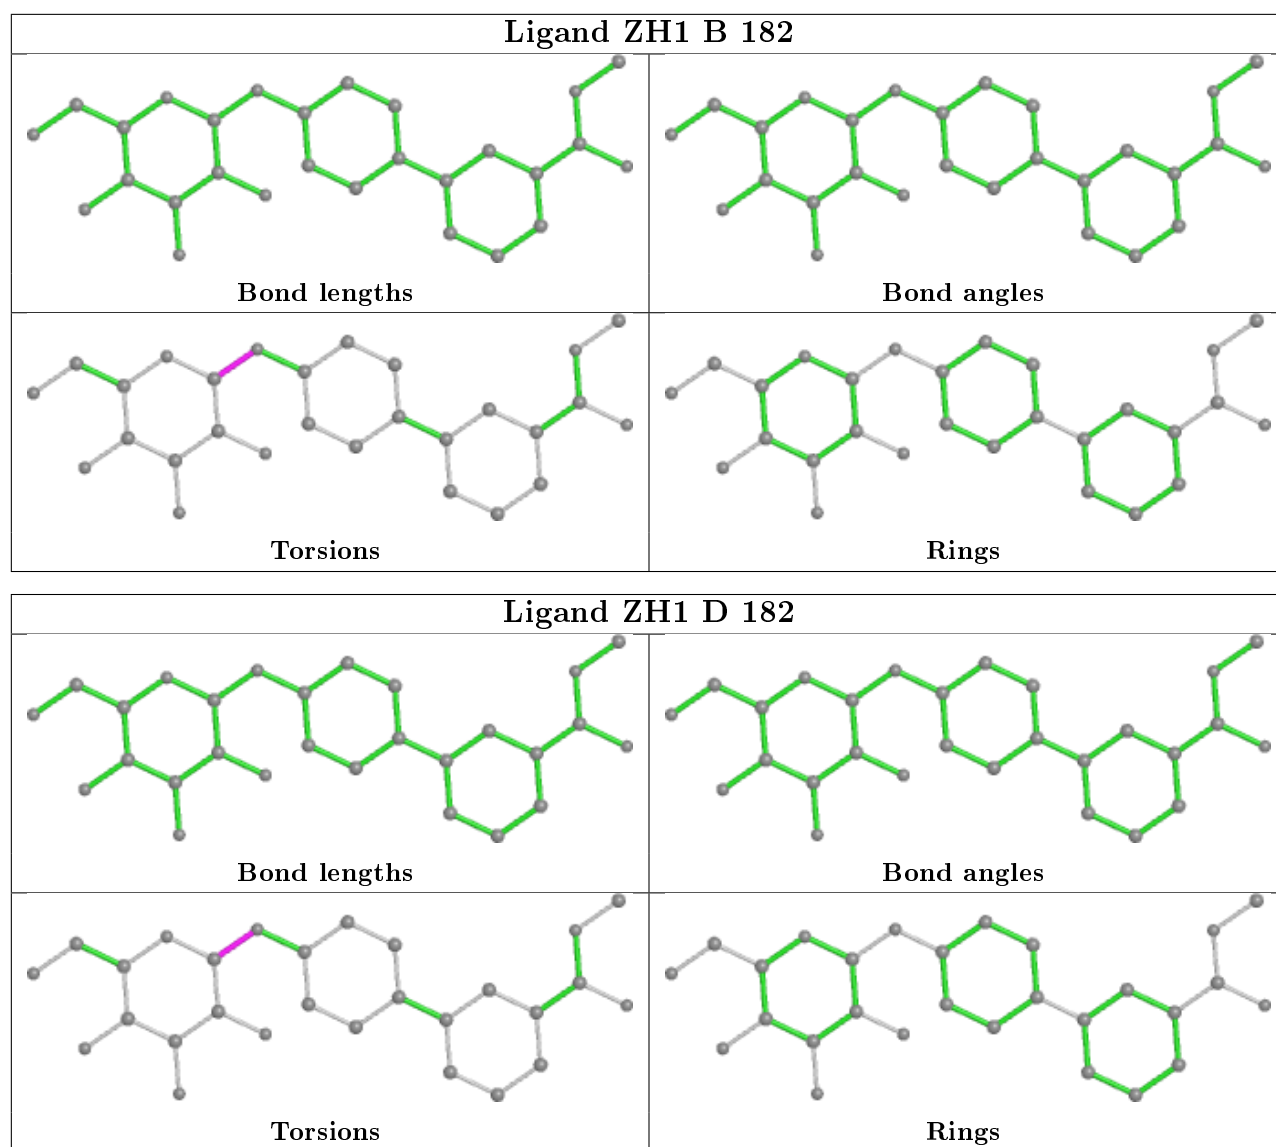 Ligand ZH1 B 182
Bond lengths
Bond angles
Torsions
Rings
Ligand ZH1 D 182
Bond lengths
Bond angles
Torsions
Rings